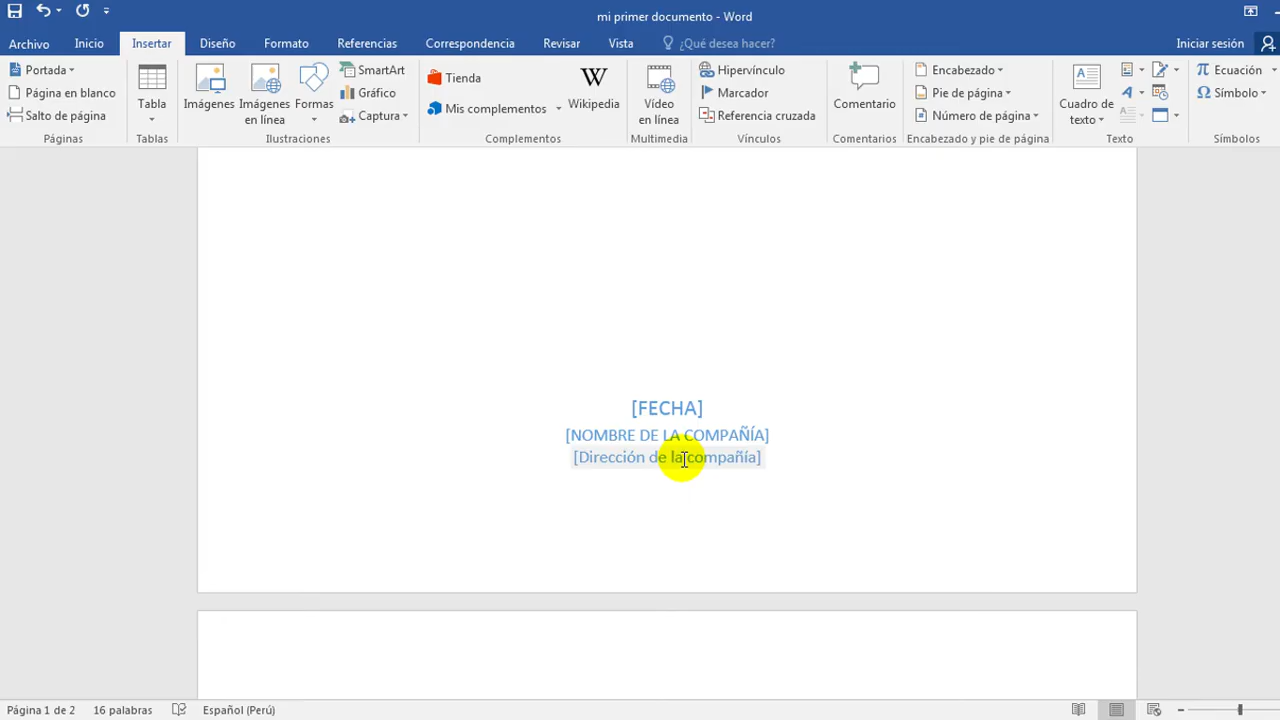 mi primer documento - Word
Archivo Inicio Insertar Diseño Formato Referencias Correspondencia Revisar Vista ¿Qué desea hacer? Iniciar sesión
Portada
Página en blanco
Salto de página
Páginas
Tabla
Tablas
Imágenes
Imágenes en línea
Formas
SmartArt
Gráfico
Captura
Ilustraciones
Tienda
Mis complementos
Wikipedia
Complementos
Vídeo en línea
Multimedia
Hipervínculo
Marcador
Referencia cruzada
Vínculos
Comentario
Comentarios
Encabezado
Pie de página
Número de página
Encabezado y pie de página
Cuadro de texto
Texto
Ecuación
Símbolo
Símbolos
[FECHA]
[NOMBRE DE LA COMPAÑÍA]
[Dirección de la compañía]
Página 1 de 2 16 palabras Español (Perú)